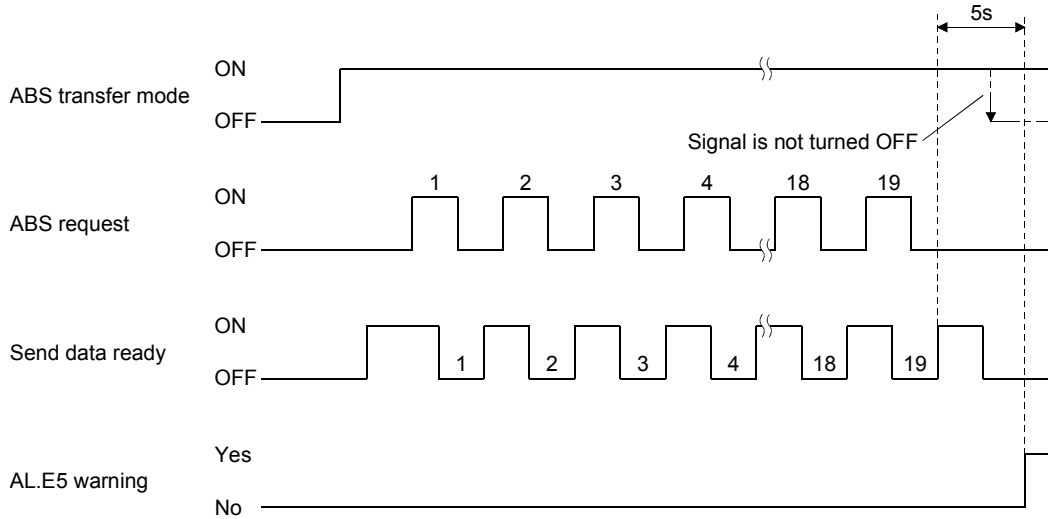 5s
ON
ABS transfer mode
OFF
Signal is not turned OFF
1 2 3 4 18 19
ON
ABS request
OFF
ON
Send data ready
OFF
1 2 3 4 18 19
Yes
AL.E5 warning
No